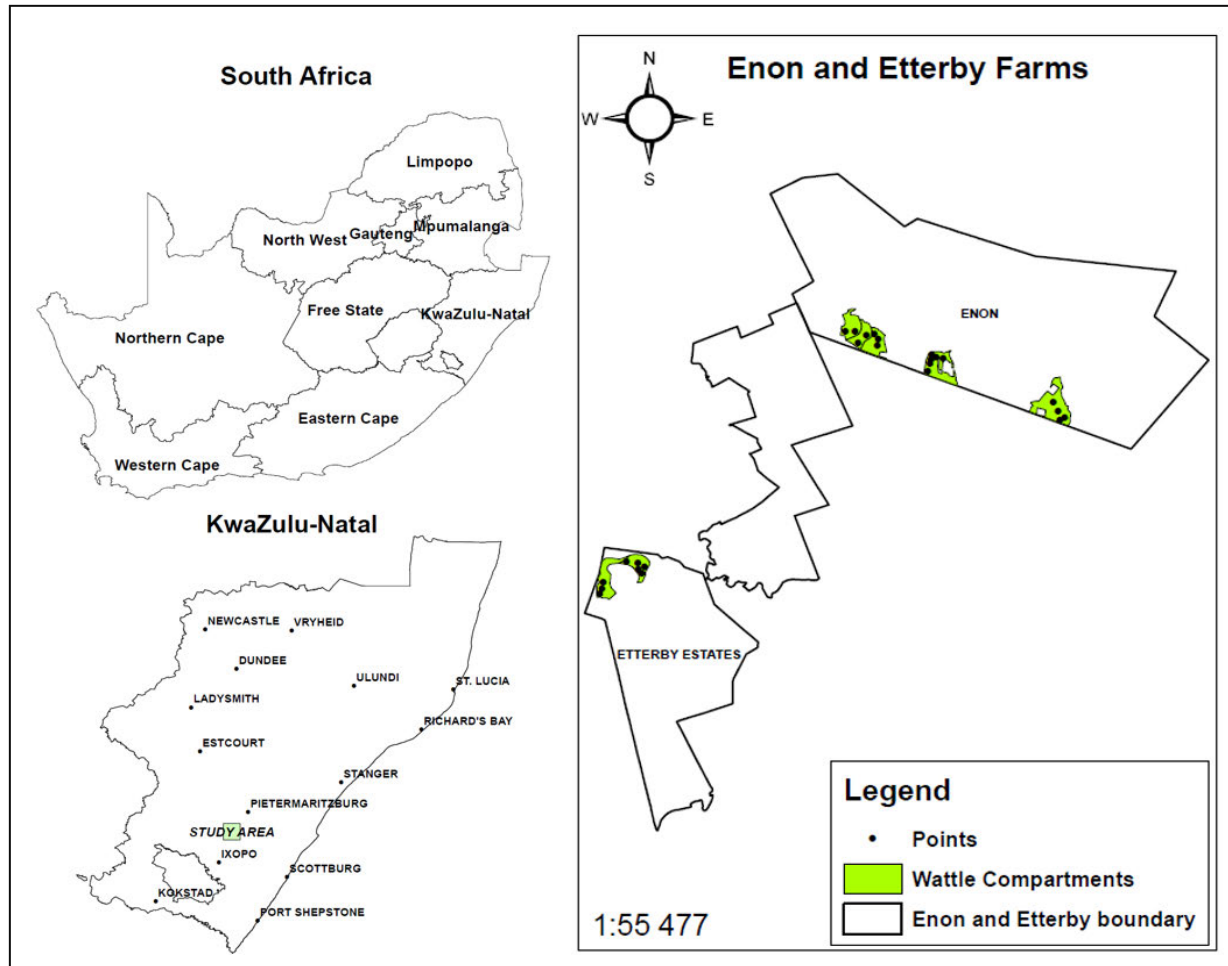 South Africa
Limpopo
North West
Gauteng
Mpumalanga
Free State
KwaZulu-Natal
Northern Cape
Eastern Cape
Western Cape
KwaZulu-Natal
NEWCASTLE
VRYHEID
DUNDEE
ULUNDI
ST. LUCIA
LADYSMITH
RICHARD'S BAY
ESTCOURT
STANGER
PIETERMARITZBURG
STUDY AREA
IXOPO
SCOTTBURG
KOKSTAD
PORT SHEPSTONE
Enon and Etterby Farms
N
W
E
S
ENON
ETTERBY ESTATES
Legend
Points
Wattle Compartments
Enon and Etterby boundary
1:55 477